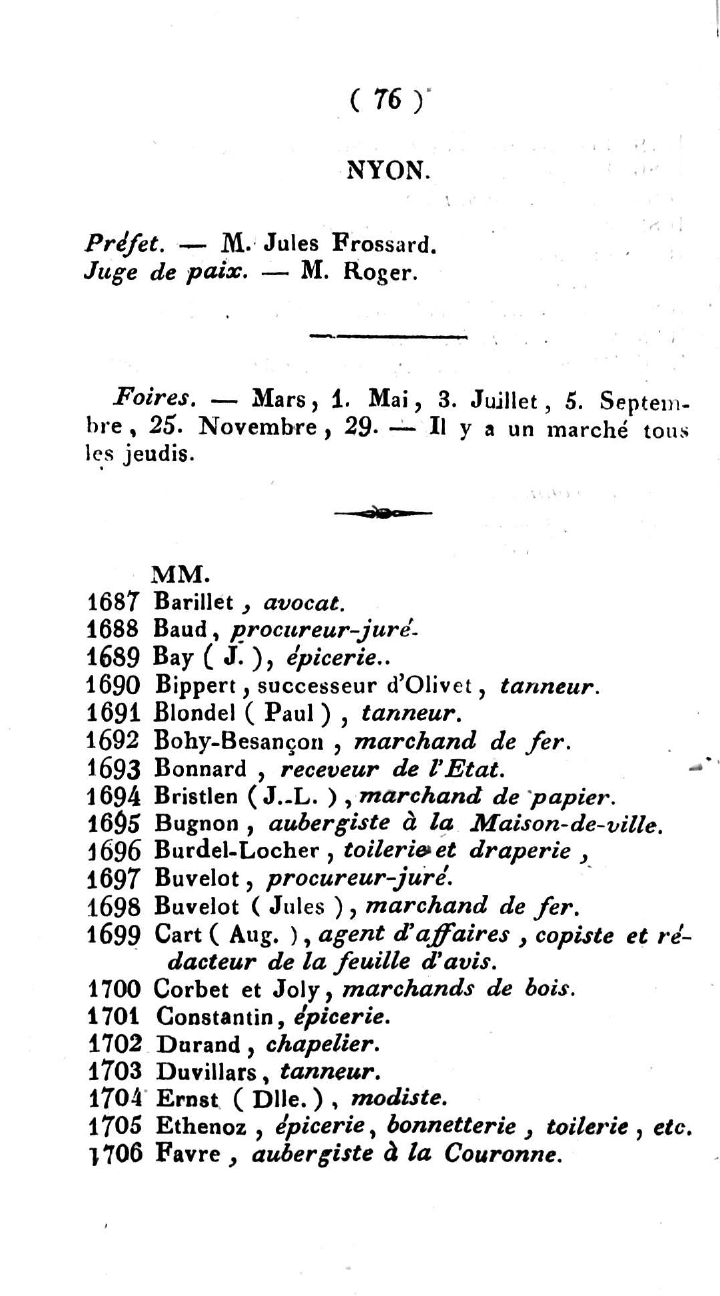 ( 76 )
NYON.
Préfet. — M. Jules Frossard.
Juge de paix. — M. Roger.
Foires. — Mars, 1. Mai, 3. Juillet, 5. Septem-
bre, 25. Novembre, 29. — Il y a un marché tous
les jeudis.
MM.
1687 Barillet, avocat.
1688 Baud, procureur-juré.
1689 Bay ( J. ), épicerie..
1690 Bippert, successeur d'Olivet, tanneur.
1691 Blondel ( Paul ), tanneur.
1692 Bohy-Besançon, marchand de fer.
1693 Bonnard, receveur de l'Etat.
1694 Bristlen ( J.-L. ), marchand de papier.
1695 Bugnon, aubergiste à la Maison-de-ville.
1696 Burdel-Locher, toilerie et draperie,
1697 Buvelot, procureur-juré.
1698 Buvelot ( Jules ), marchand de fer.
1699 Cart ( Aug. ), agent d'affaires, copiste et ré-
dacteur de la feuille d'avis.
1700 Corbet et Joly, marchands de bois.
1701 Constantin, épicerie.
1702 Durand, chapelier.
1703 Duvillars, tanneur.
1704 Ernst ( Dlle. ), modiste.
1705 Ethenoz, épicerie, bonnetterie, toilerie, etc.
1706 Favre, aubergiste à la Couronne.